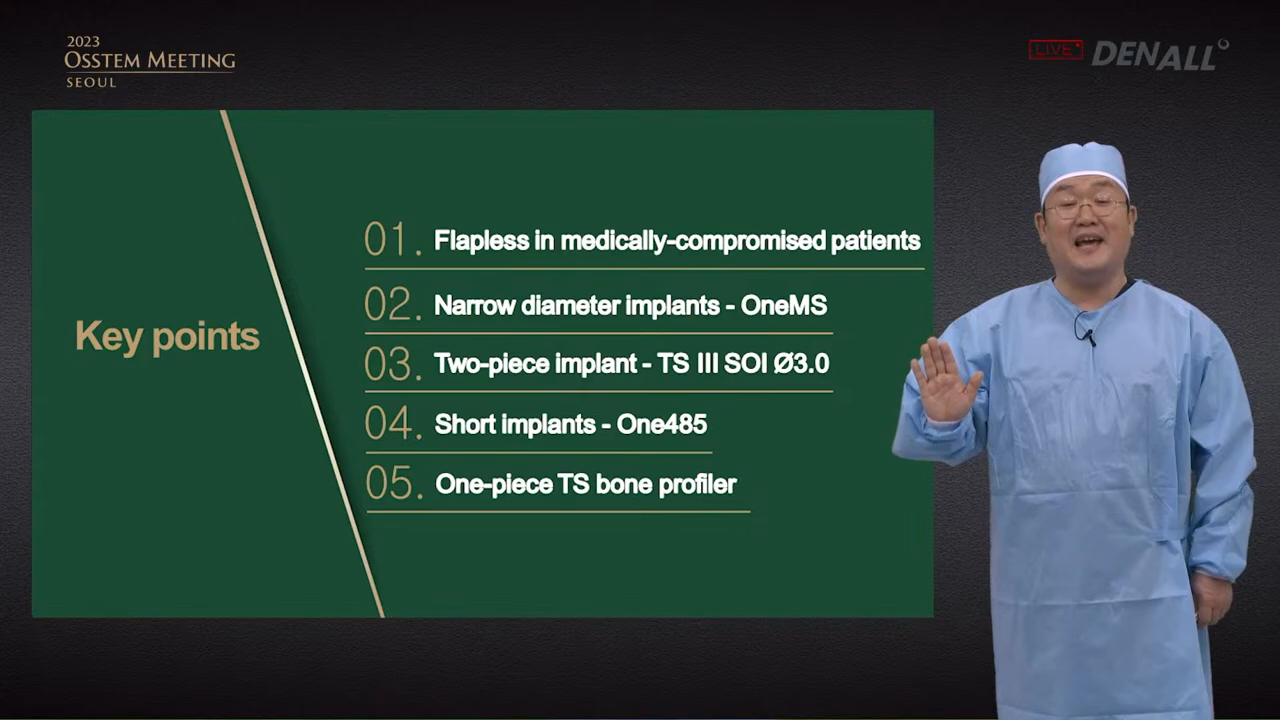 2023
OSSTEM MEETING
SEOUL
LIVE
DENALL
Key points
01. Flapless in medically-compromised patients
02. Narrow diameter implants - OneMS
03. Two-piece implant - TS III SOI Ø3.0
04. Short implants - One485
05. One-piece TS bone profiler